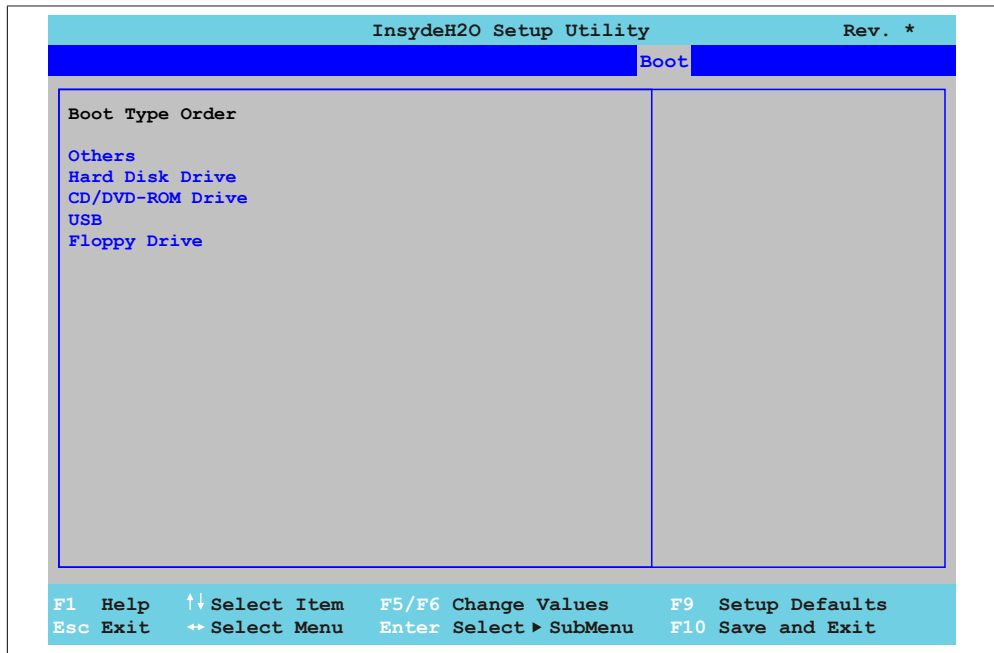 InsydeH2O Setup Utility Rev. *
Boot
Boot Type Order
Others
Hard Disk Drive
CD/DVD-ROM Drive
USB
Floppy Drive
F1 Help ↑↓ Select Item F5/F6 Change Values F9 Setup Defaults
Esc Exit ↔ Select Menu Enter Select ▶ SubMenu F10 Save and Exit